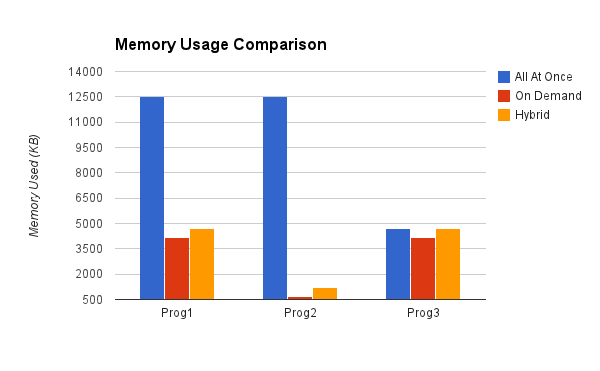 Memory Usage Comparison
14000
12500
11000
9500
8000
6500
5000
3500
2000
500
Memory Used (KB)
Prog1
Prog2
Prog3
All At Once
On Demand
Hybrid